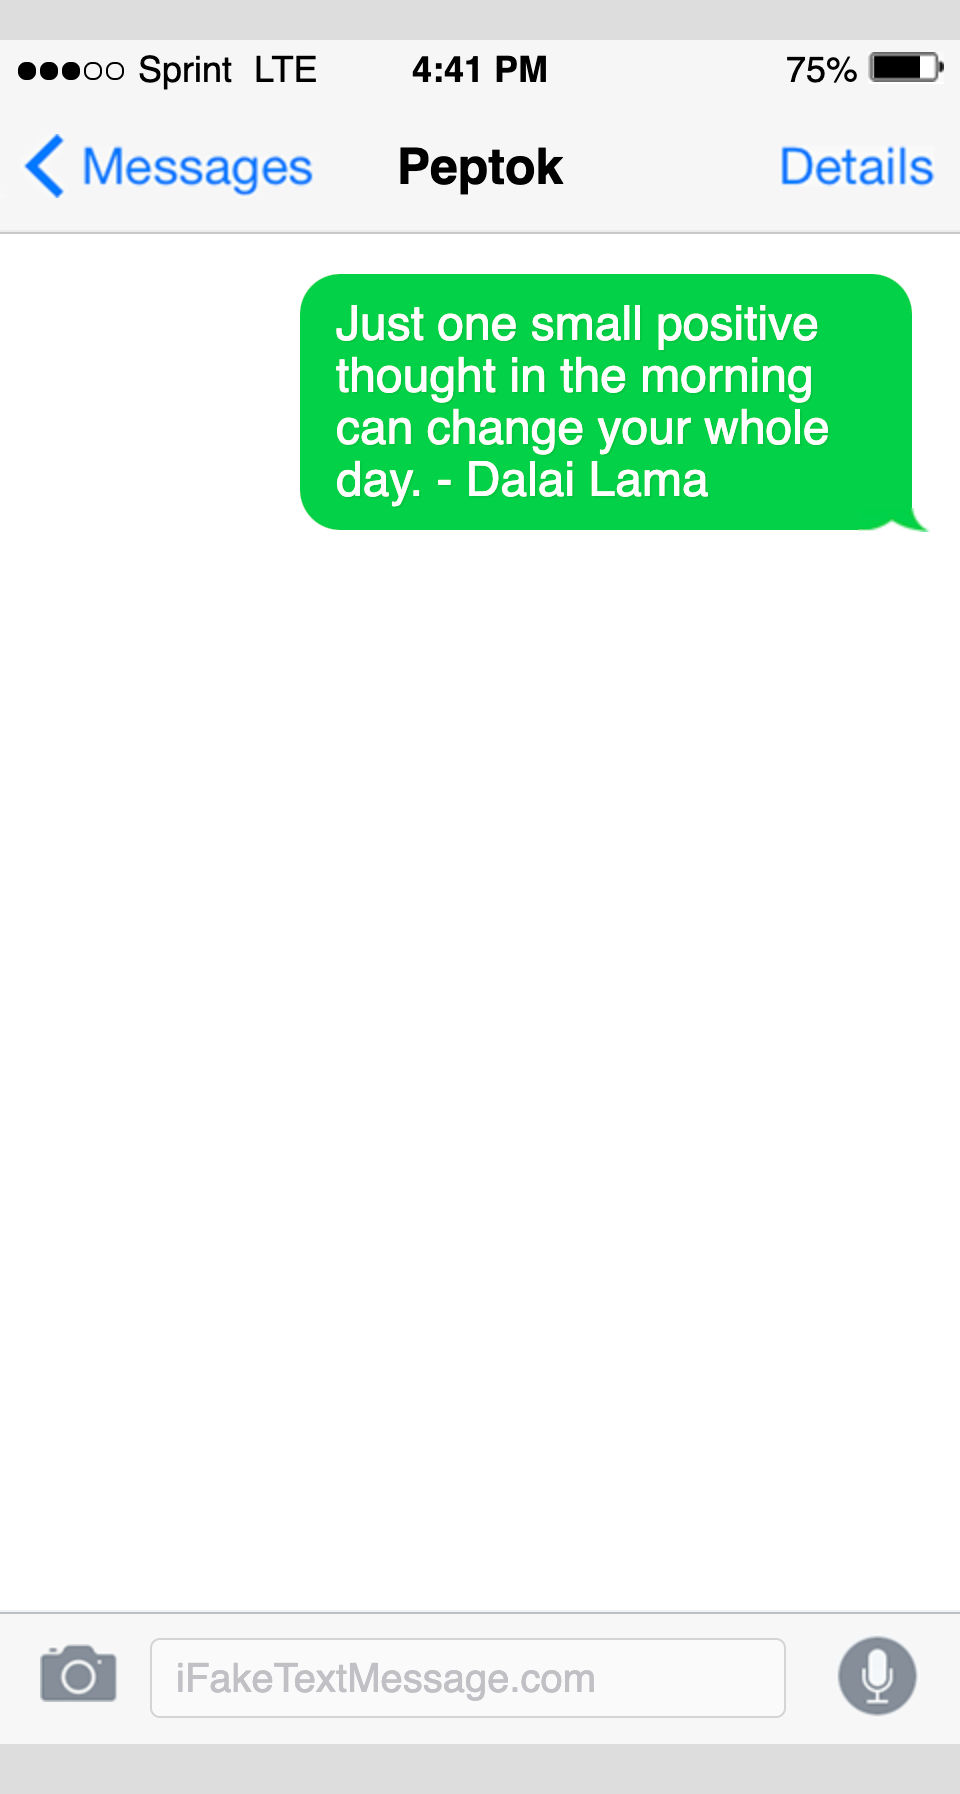 Sprint LTE 4:41 PM 75%
Messages Peptok Details
Just one small positive
thought in the morning
can change your whole
day. - Dalai Lama
iFakeTextMessage.com